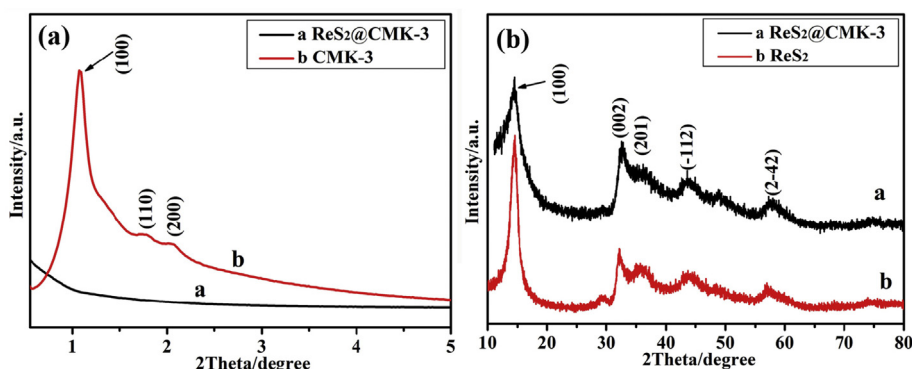 (a)
a ReS₂@CMK-3
b CMK-3
(100)
(110)
(200)
b
a
Intensity/a.u.
1 2 3 4 5
2Theta/degree
(b)
a ReS₂@CMK-3
b ReS₂
(100)
(002)
(201)
(-112)
(2-42)
a
b
Intensity/a.u.
10 20 30 40 50 60 70 80
2Theta/degree